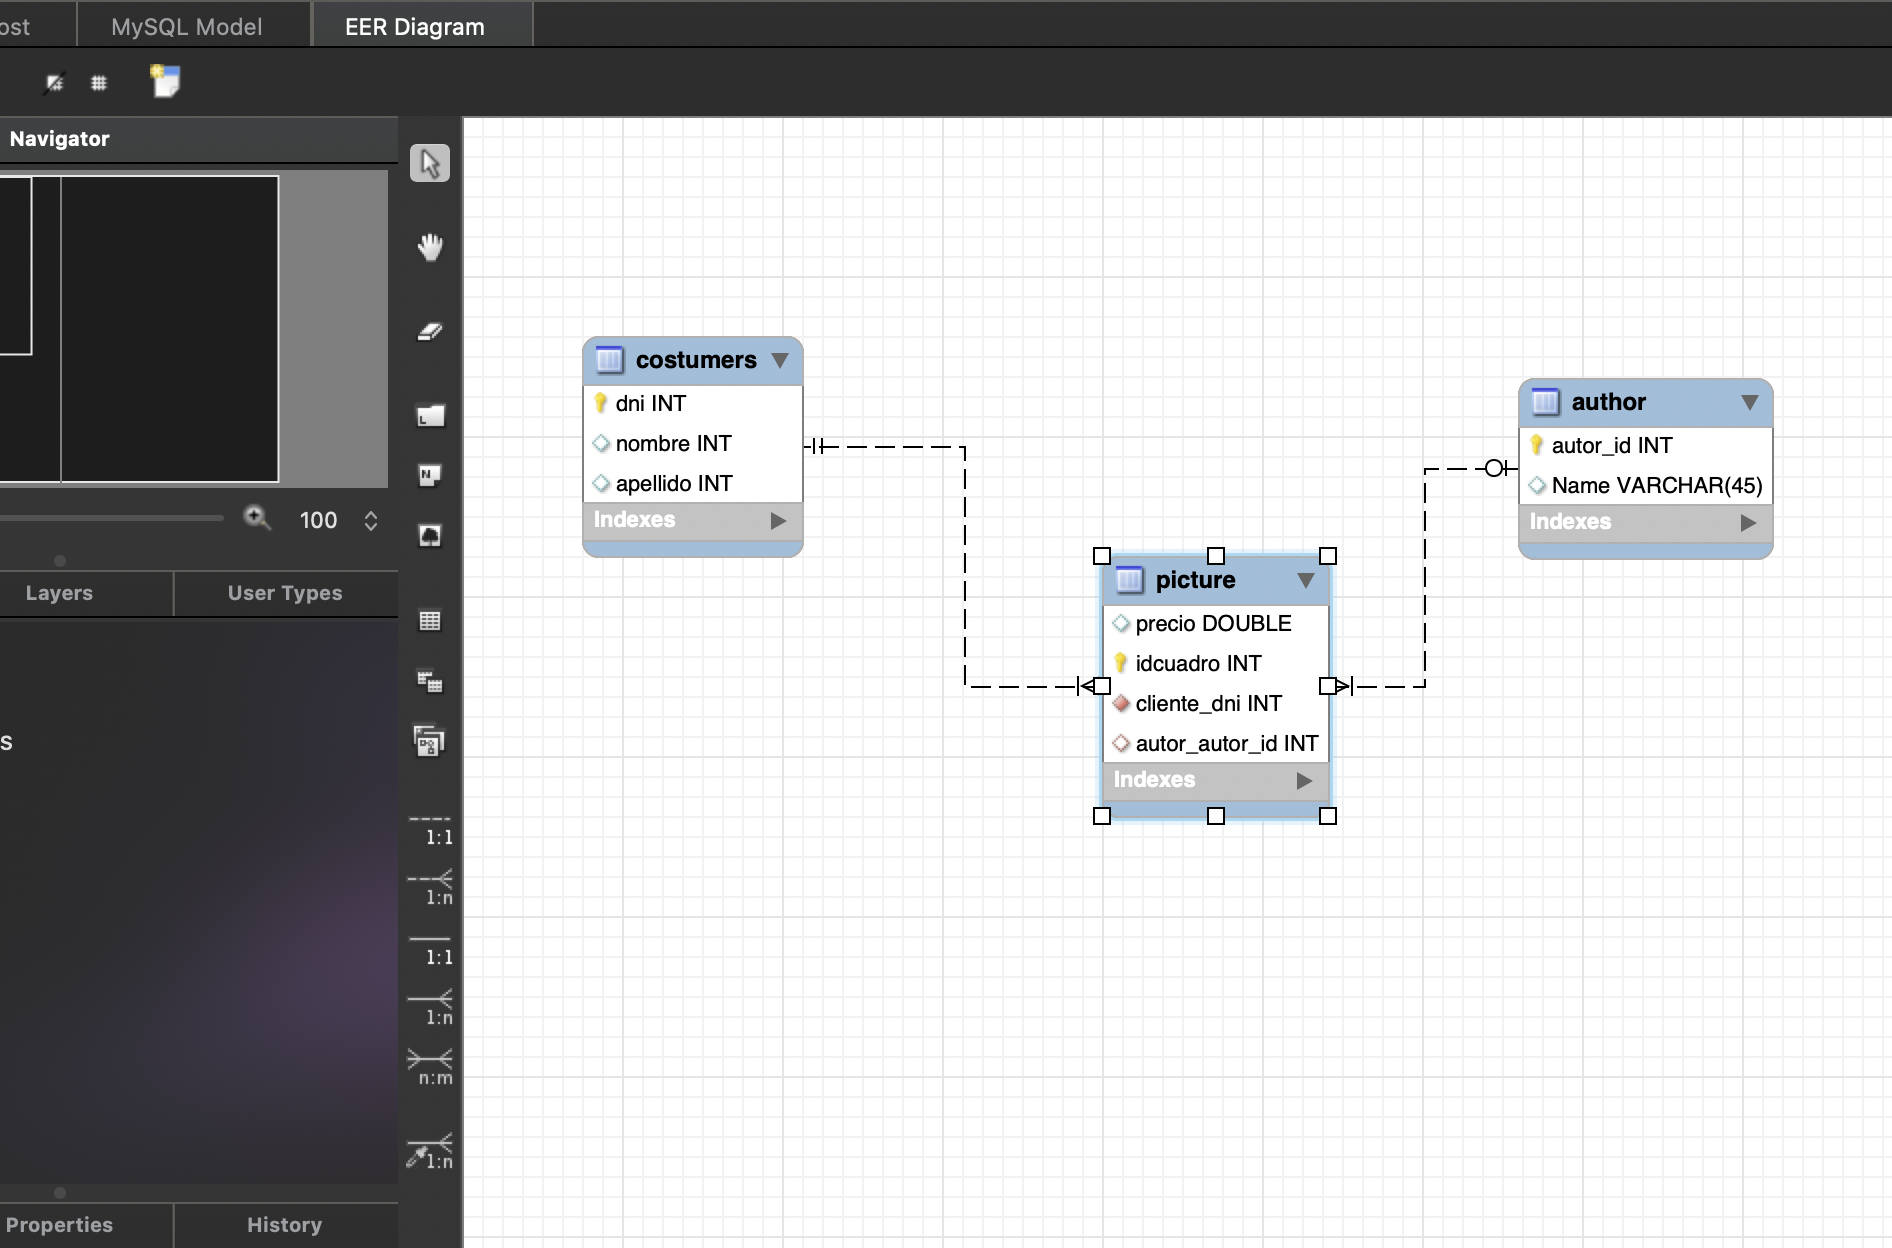 ost
MySQL Model
EER Diagram
Navigator
100
Layers
User Types
s
Properties
History
L
N
1:1
1:n
1:1
1:n
n:m
1:n
costumers
dni INT
nombre INT
apellido INT
Indexes
picture
precio DOUBLE
idcuadro INT
cliente_dni INT
autor_autor_id INT
Indexes
author
autor_id INT
Name VARCHAR(45)
Indexes